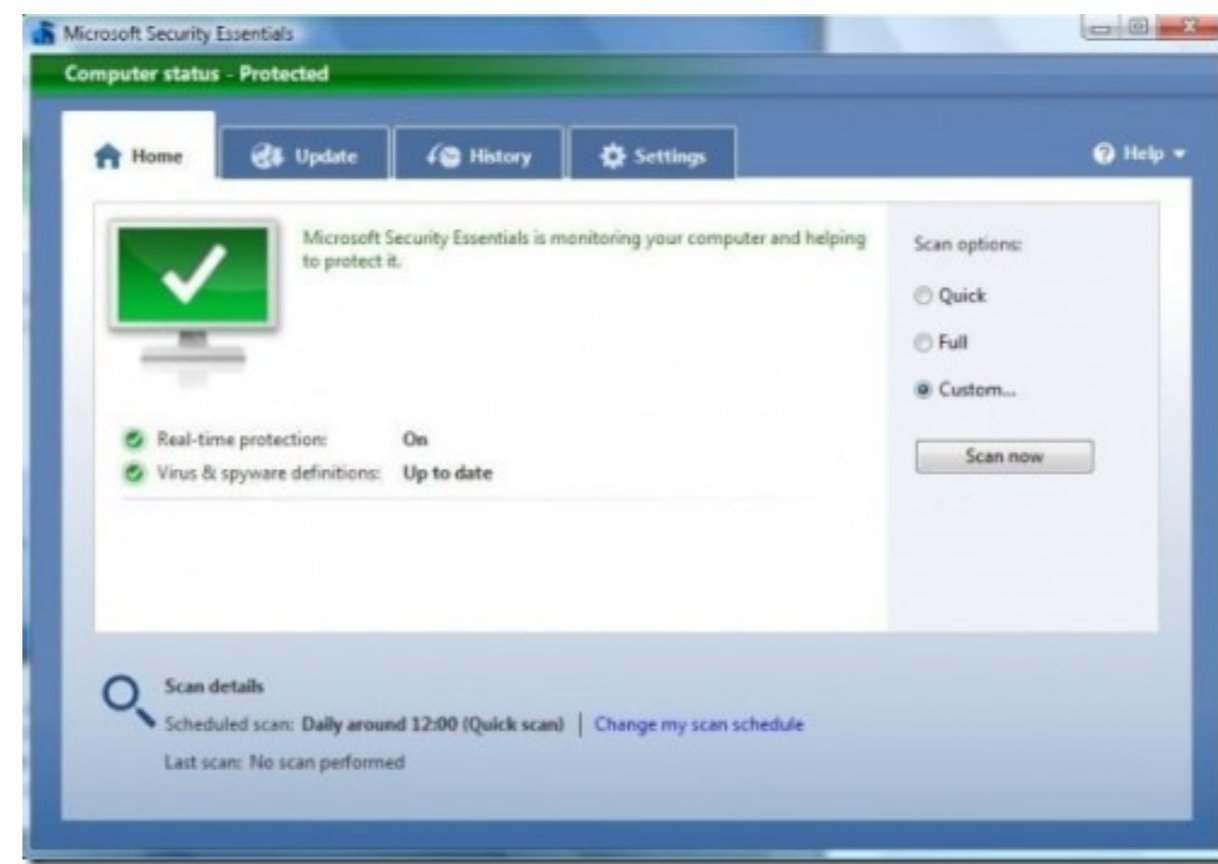 Microsoft Security Essentials
Computer status - Protected
Home
Update
History
Settings
Help
Microsoft Security Essentials is monitoring your computer and helping
to protect it.
Real-time protection: On
Virus & spyware definitions: Up to date
Scan options:
Quick
Full
Custom...
Scan now
Scan details
Scheduled scan: Daily around 12:00 (Quick scan) | Change my scan schedule
Last scan: No scan performed